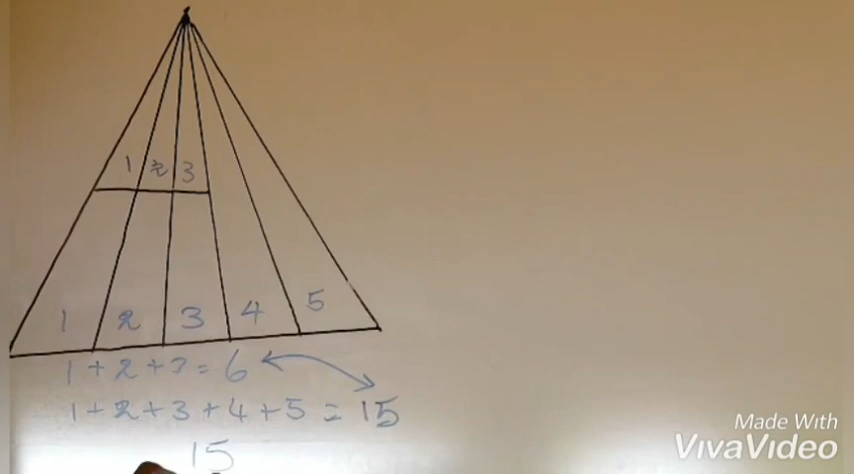 1 2 3
1 2 3 4 5
1 + 2 + 3 = 6
1 + 2 + 3 + 4 + 5 = 15
15
Made With
VivaVideo